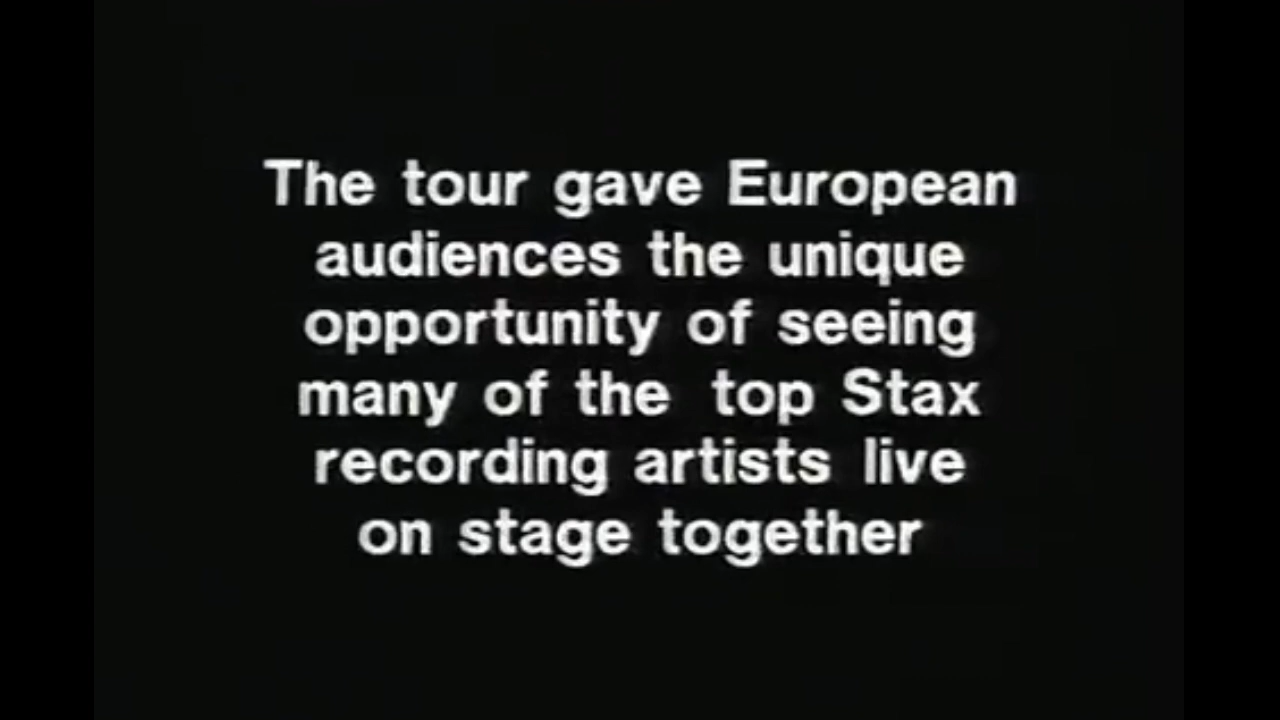 The tour gave European
audiences the unique
opportunity of seeing
many of the top Stax
recording artists live
on stage together